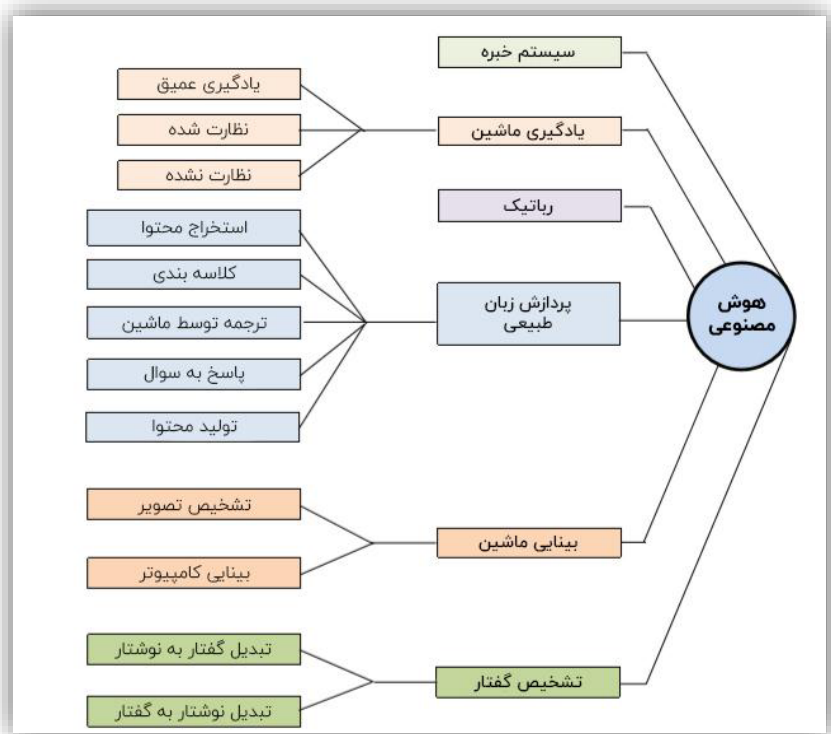 هوش
مصنوعی
سیستم خبره
یادگیری ماشین
یادگیری عمیق
نظارت شده
نظارت نشده
رباتیک
پردازش زبان
طبیعی
استخراج محتوا
کلاسه بندی
ترجمه توسط ماشین
پاسخ به سوال
تولید محتوا
بینایی ماشین
تشخیص تصویر
بینایی کامپیوتر
تشخیص گفتار
تبدیل گفتار به نوشتار
تبدیل نوشتار به گفتار